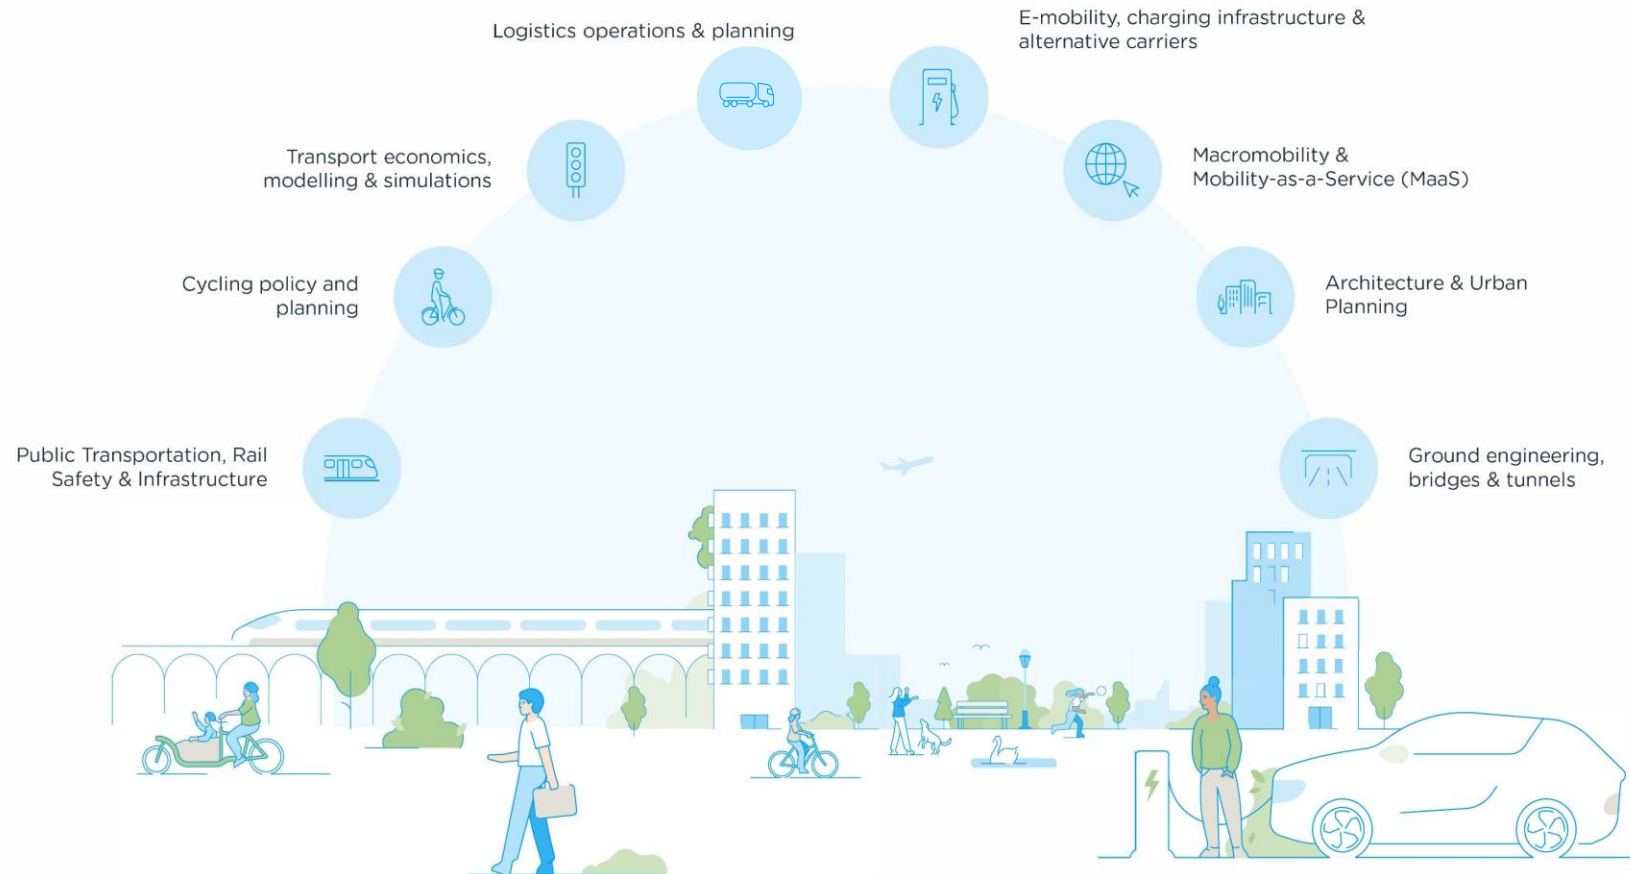 Logistics operations & planning
E-mobility, charging infrastructure &
alternative carriers
Transport economics,
modelling & simulations
Macromobility &
Mobility-as-a-Service (MaaS)
Cycling policy and
planning
Architecture & Urban
Planning
Public Transportation, Rail
Safety & Infrastructure
Ground engineering,
bridges & tunnels